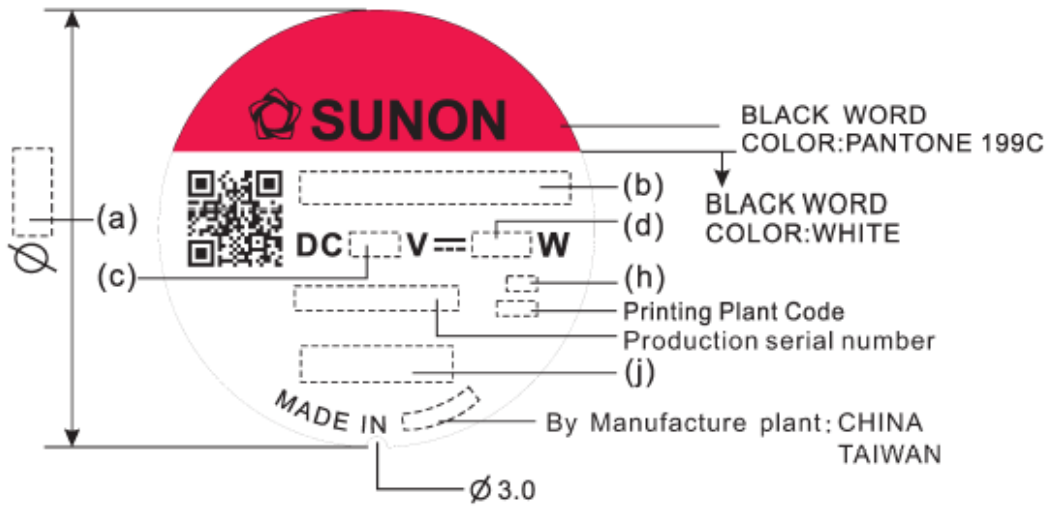 SUNON
BLACK WORD
COLOR:PANTONE 199C
BLACK WORD
COLOR:WHITE
(a)
(b)
(c)
(d)
DC V W
(h)
Printing Plant Code
Production serial number
(j)
MADE IN
By Manufacture plant: CHINA
TAIWAN
Ø
Ø 3.0